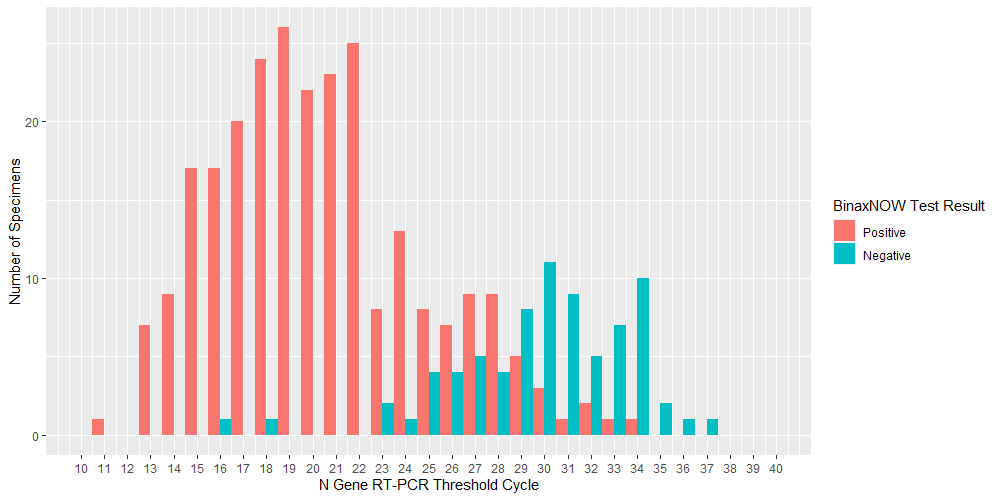 Number of Specimens
20
10
0
10 11 12 13 14 15 16 17 18 19 20 21 22 23 24 25 26 27 28 29 30 31 32 33 34 35 36 37 38 39 40
N Gene RT-PCR Threshold Cycle
BinaxNOW Test Result
Positive
Negative